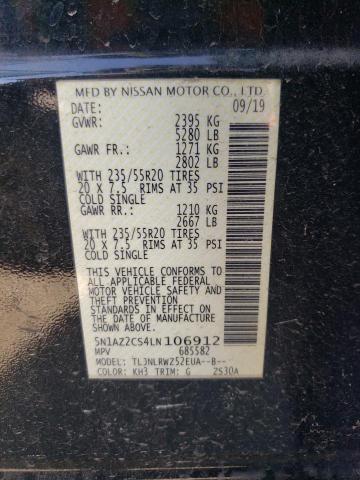 MFD BY NISSAN MOTOR CO., LTD.
DATE: 09/19
GVWR: 2395 KG
5280 LB
GAWR FR.: 1271 KG
2802 LB
WITH 235/55R20 TIRES
20 X 7.5 RIMS AT 35 PSI
COLD SINGLE
GAWR RR.: 1210 KG
2667 LB
WITH 235/55R20 TIRES
20 X 7.5 RIMS AT 35 PSI
COLD SINGLE
THIS VEHICLE CONFORMS TO
ALL APPLICABLE FEDERAL
MOTOR VEHICLE SAFETY
STANDARDS IN EFFECT ON THE
DATE OF MANUFACTURE
SHOWN ABOVE.
5N1AZ2CS4LN106912
MPV 685582
MODEL: TLJNLRWZ52EUA--B--
COLOR: KH3 TRIM: G 2S30A